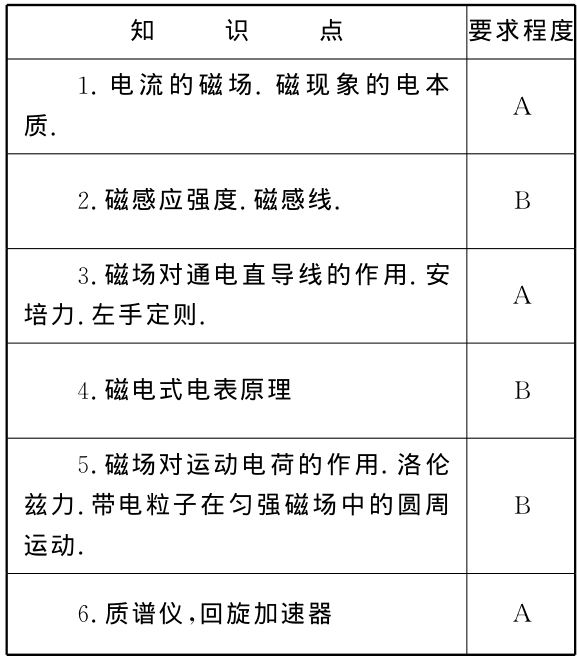 知 识 点 要求程度
1. 电流的磁场. 磁现象的电本
质. A
2. 磁感应强度. 磁感线. B
3. 磁场对通电直导线的作用. 安
培力. 左手定则. A
4. 磁电式电表原理 B
5. 磁场对运动电荷的作用. 洛伦
兹力. 带电粒子在匀强磁场中的圆周 B
运动.
6. 质谱仪,回旋加速器 A